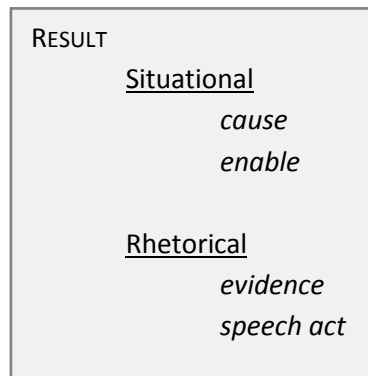 RESULT
Situational
cause
enable
Rhetorical
evidence
speech act